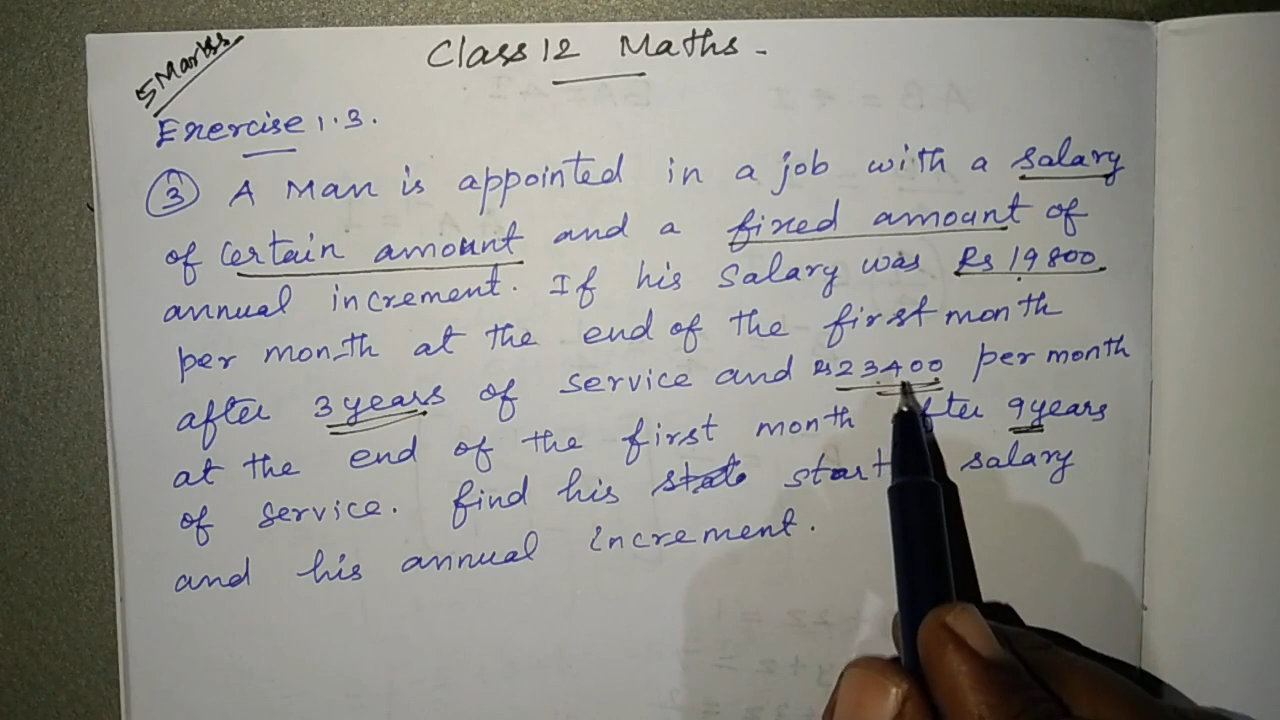 5 Marks
Class 12 Maths -
Exercise 1.3.
③ A Man is appointed in a job with a salary
of certain amount and a fixed amount of
annual increment. If his salary was Rs 19800
per month at the end of the first month
after 3 years of service and Rs 23400 per month
at the end of the first month after 9 years
of service. find his start salary
and his annual increment.